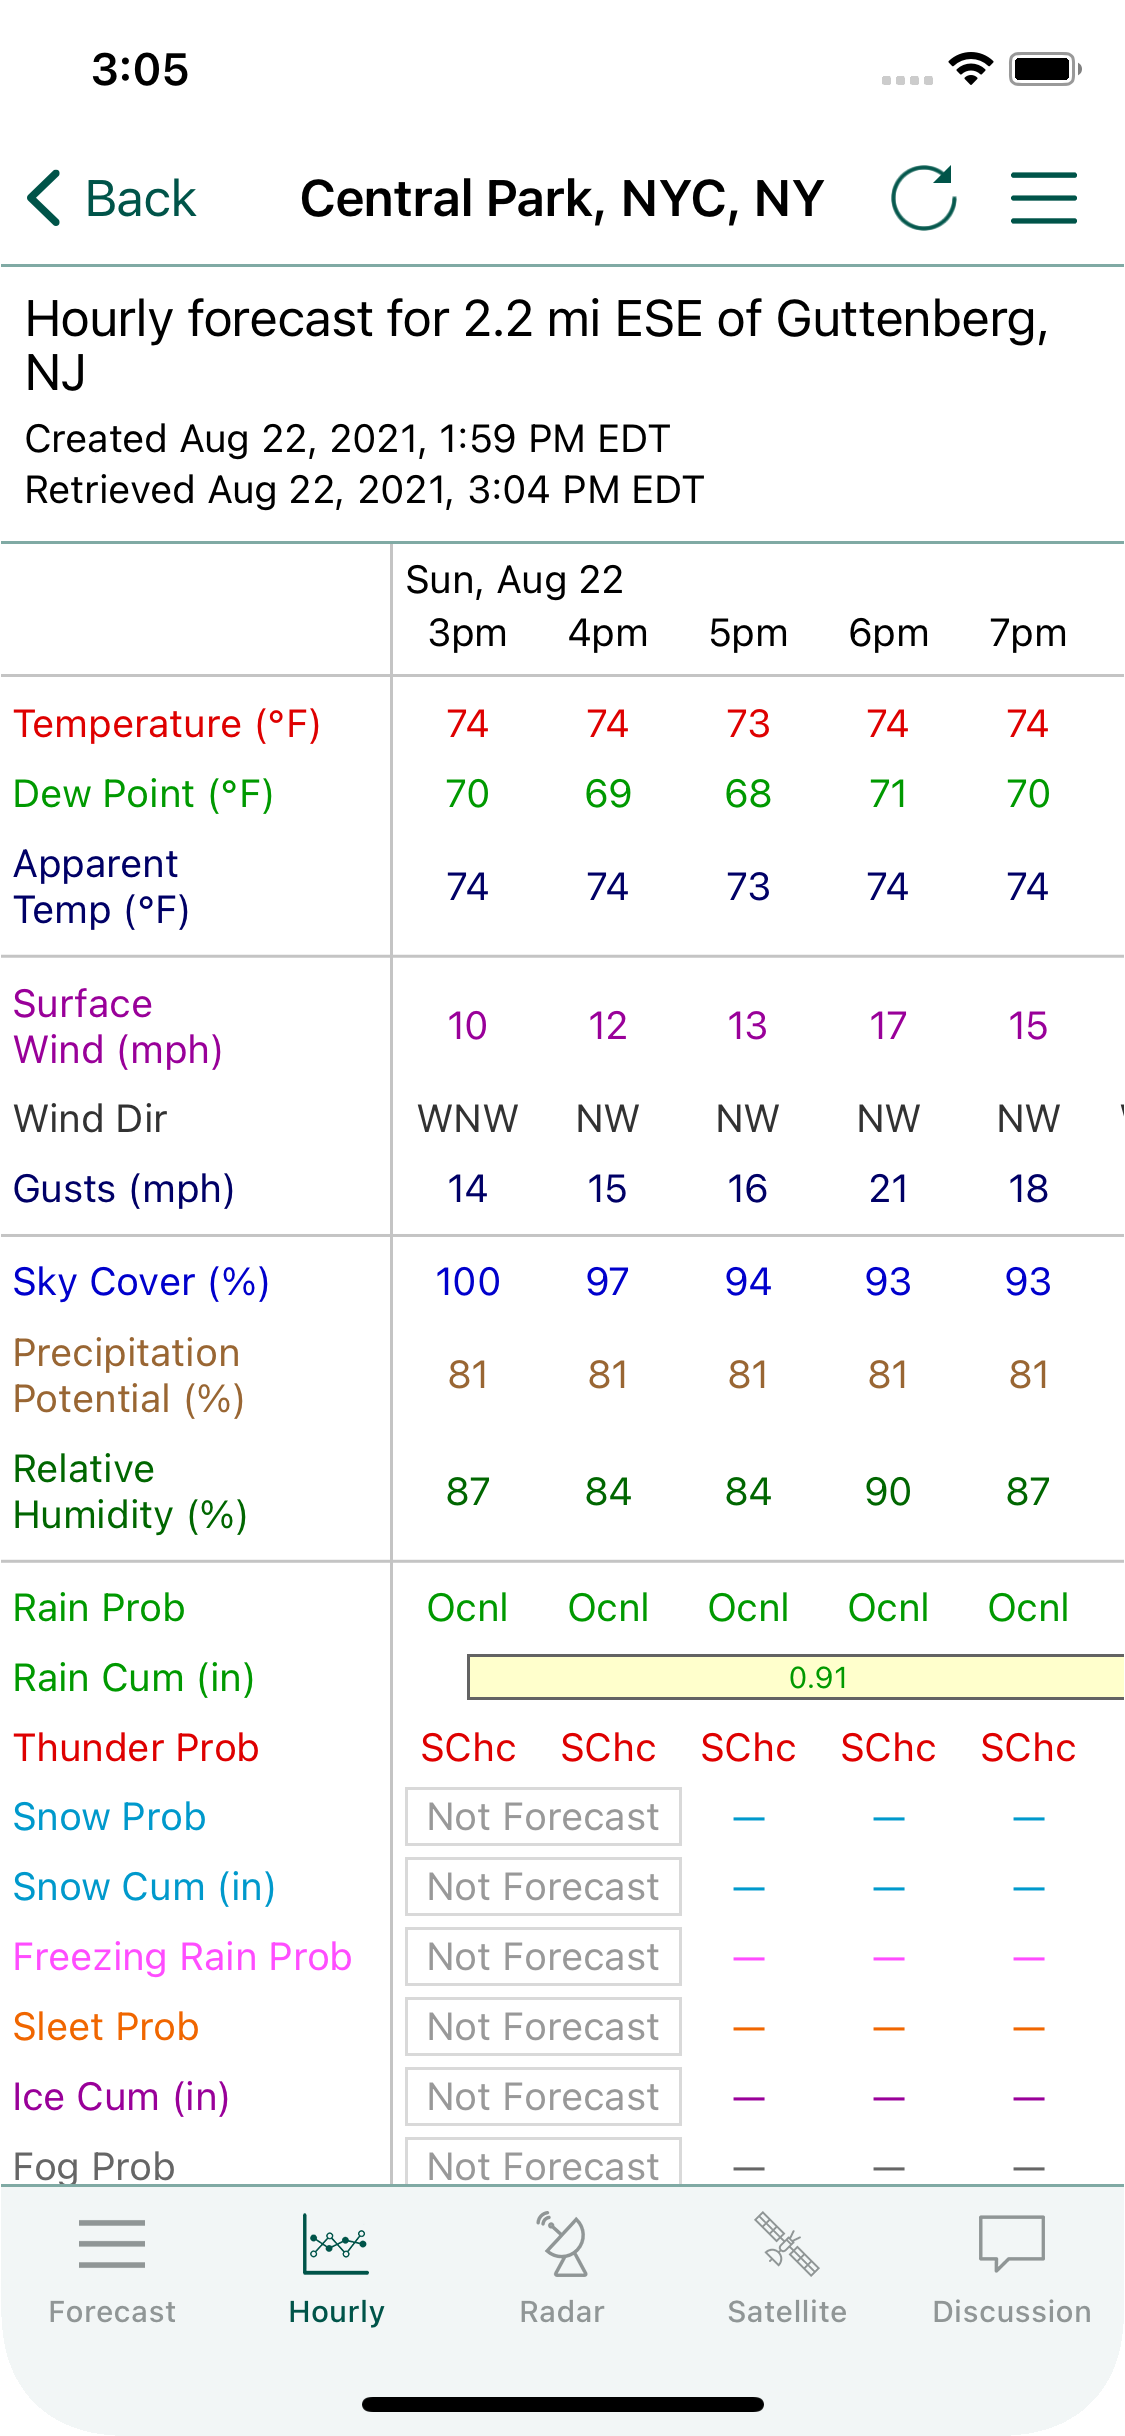 3:05
Back
Central Park, NYC, NY
Hourly forecast for 2.2 mi ESE of Guttenberg,
NJ
Created Aug 22, 2021, 1:59 PM EDT
Retrieved Aug 22, 2021, 3:04 PM EDT
Sun, Aug 22
3pm 4pm 5pm 6pm 7pm
Temperature (°F) 74 74 73 74 74
Dew Point (°F) 70 69 68 71 70
Apparent
Temp (°F) 74 74 73 74 74
Surface
Wind (mph) 10 12 13 17 15
Wind Dir WNW NW NW NW NW
Gusts (mph) 14 15 16 21 18
Sky Cover (%) 100 97 94 93 93
Precipitation
Potential (%) 81 81 81 81 81
Relative
Humidity (%) 87 84 84 90 87
Rain Prob Ocnl Ocnl Ocnl Ocnl Ocnl
Rain Cum (in) 0.91
Thunder Prob SChc SChc SChc SChc SChc
Snow Prob Not Forecast — — —
Snow Cum (in) Not Forecast — — —
Freezing Rain Prob Not Forecast — — —
Sleet Prob Not Forecast — — —
Ice Cum (in) Not Forecast — — —
Fog Prob Not Forecast — — —
Forecast Hourly Radar Satellite Discussion